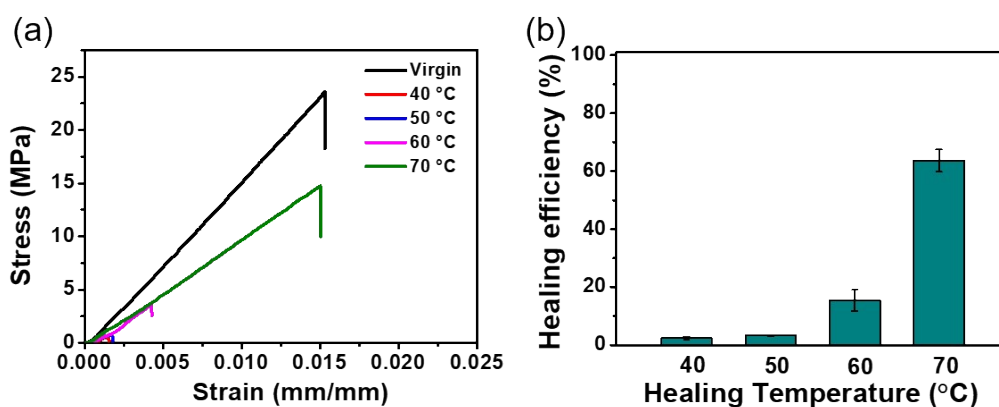 (a)
Stress (MPa)
25
20
15
10
5
0
Virgin
40 °C
50 °C
60 °C
70 °C
0.000 0.005 0.010 0.015 0.020 0.025
Strain (mm/mm)
(b)
Healing efficiency (%)
100
80
60
40
20
0
40 50 60 70
Healing Temperature (°C)